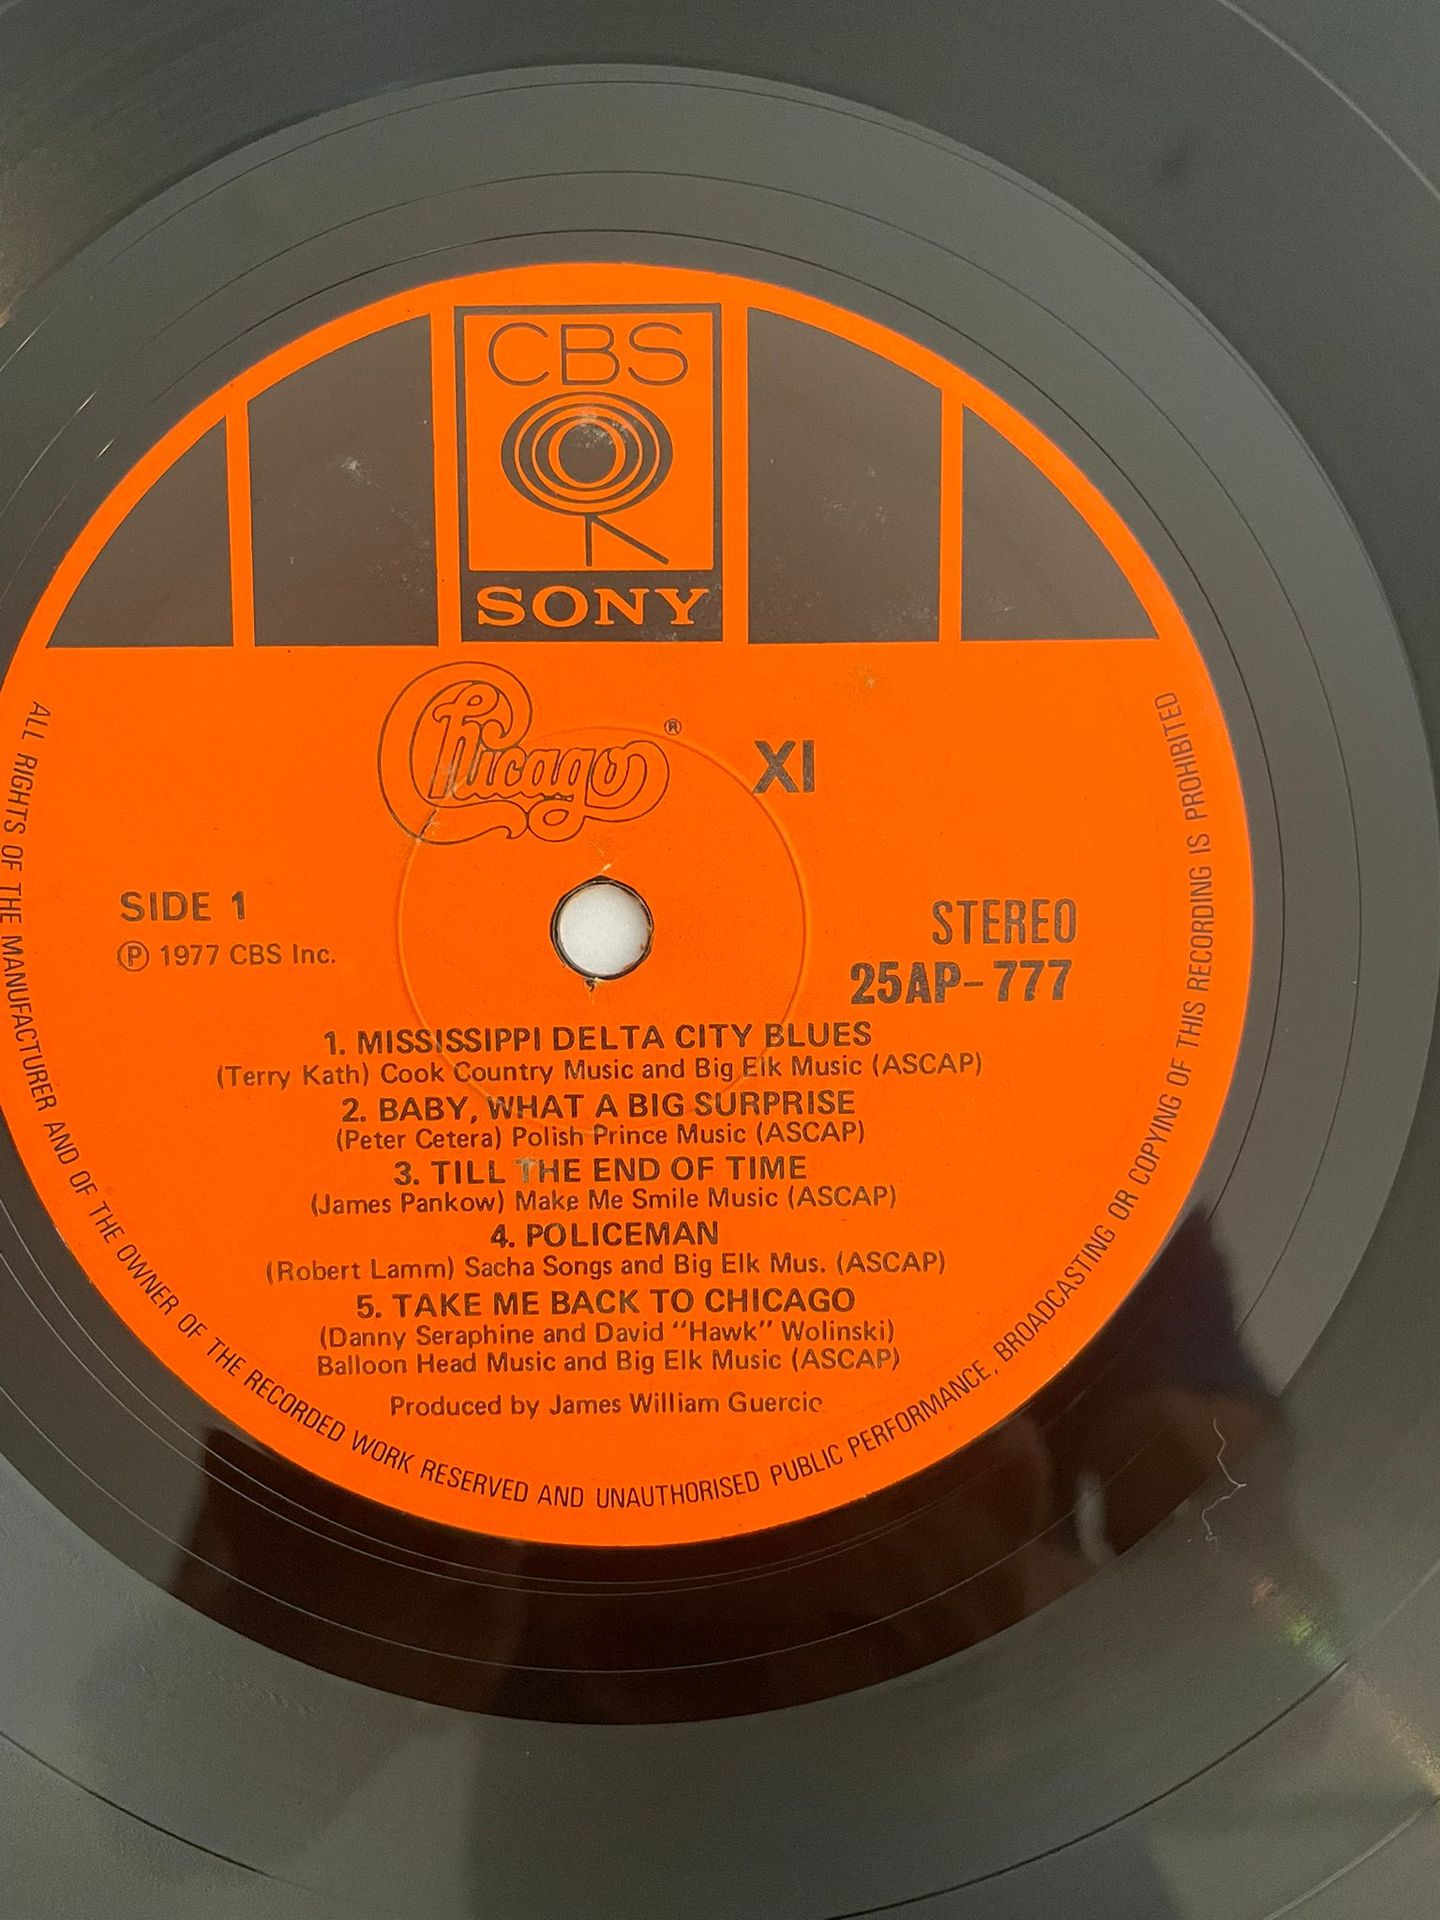 CBS
SONY
Chicago® XI
SIDE 1
℗ 1977 CBS Inc.
STEREO
25AP-777
1. MISSISSIPPI DELTA CITY BLUES
(Terry Kath) Cook Country Music and Big Elk Music (ASCAP)
2. BABY, WHAT A BIG SURPRISE
(Peter Cetera) Polish Prince Music (ASCAP)
3. TILL THE END OF TIME
(James Pankow) Make Me Smile Music (ASCAP)
4. POLICEMAN
(Robert Lamm) Sacha Songs and Big Elk Mus. (ASCAP)
5. TAKE ME BACK TO CHICAGO
(Danny Seraphine and David "Hawk" Wolinski)
Balloon Head Music and Big Elk Music (ASCAP)
Produced by James William Guercio
ALL RIGHTS OF THE MANUFACTURER AND OF THE OWNER OF THE RECORDED WORK RESERVED AND UNAUTHORISED PUBLIC PERFORMANCE, BROADCASTING OR COPYING OF THIS RECORDING IS PROHIBITED